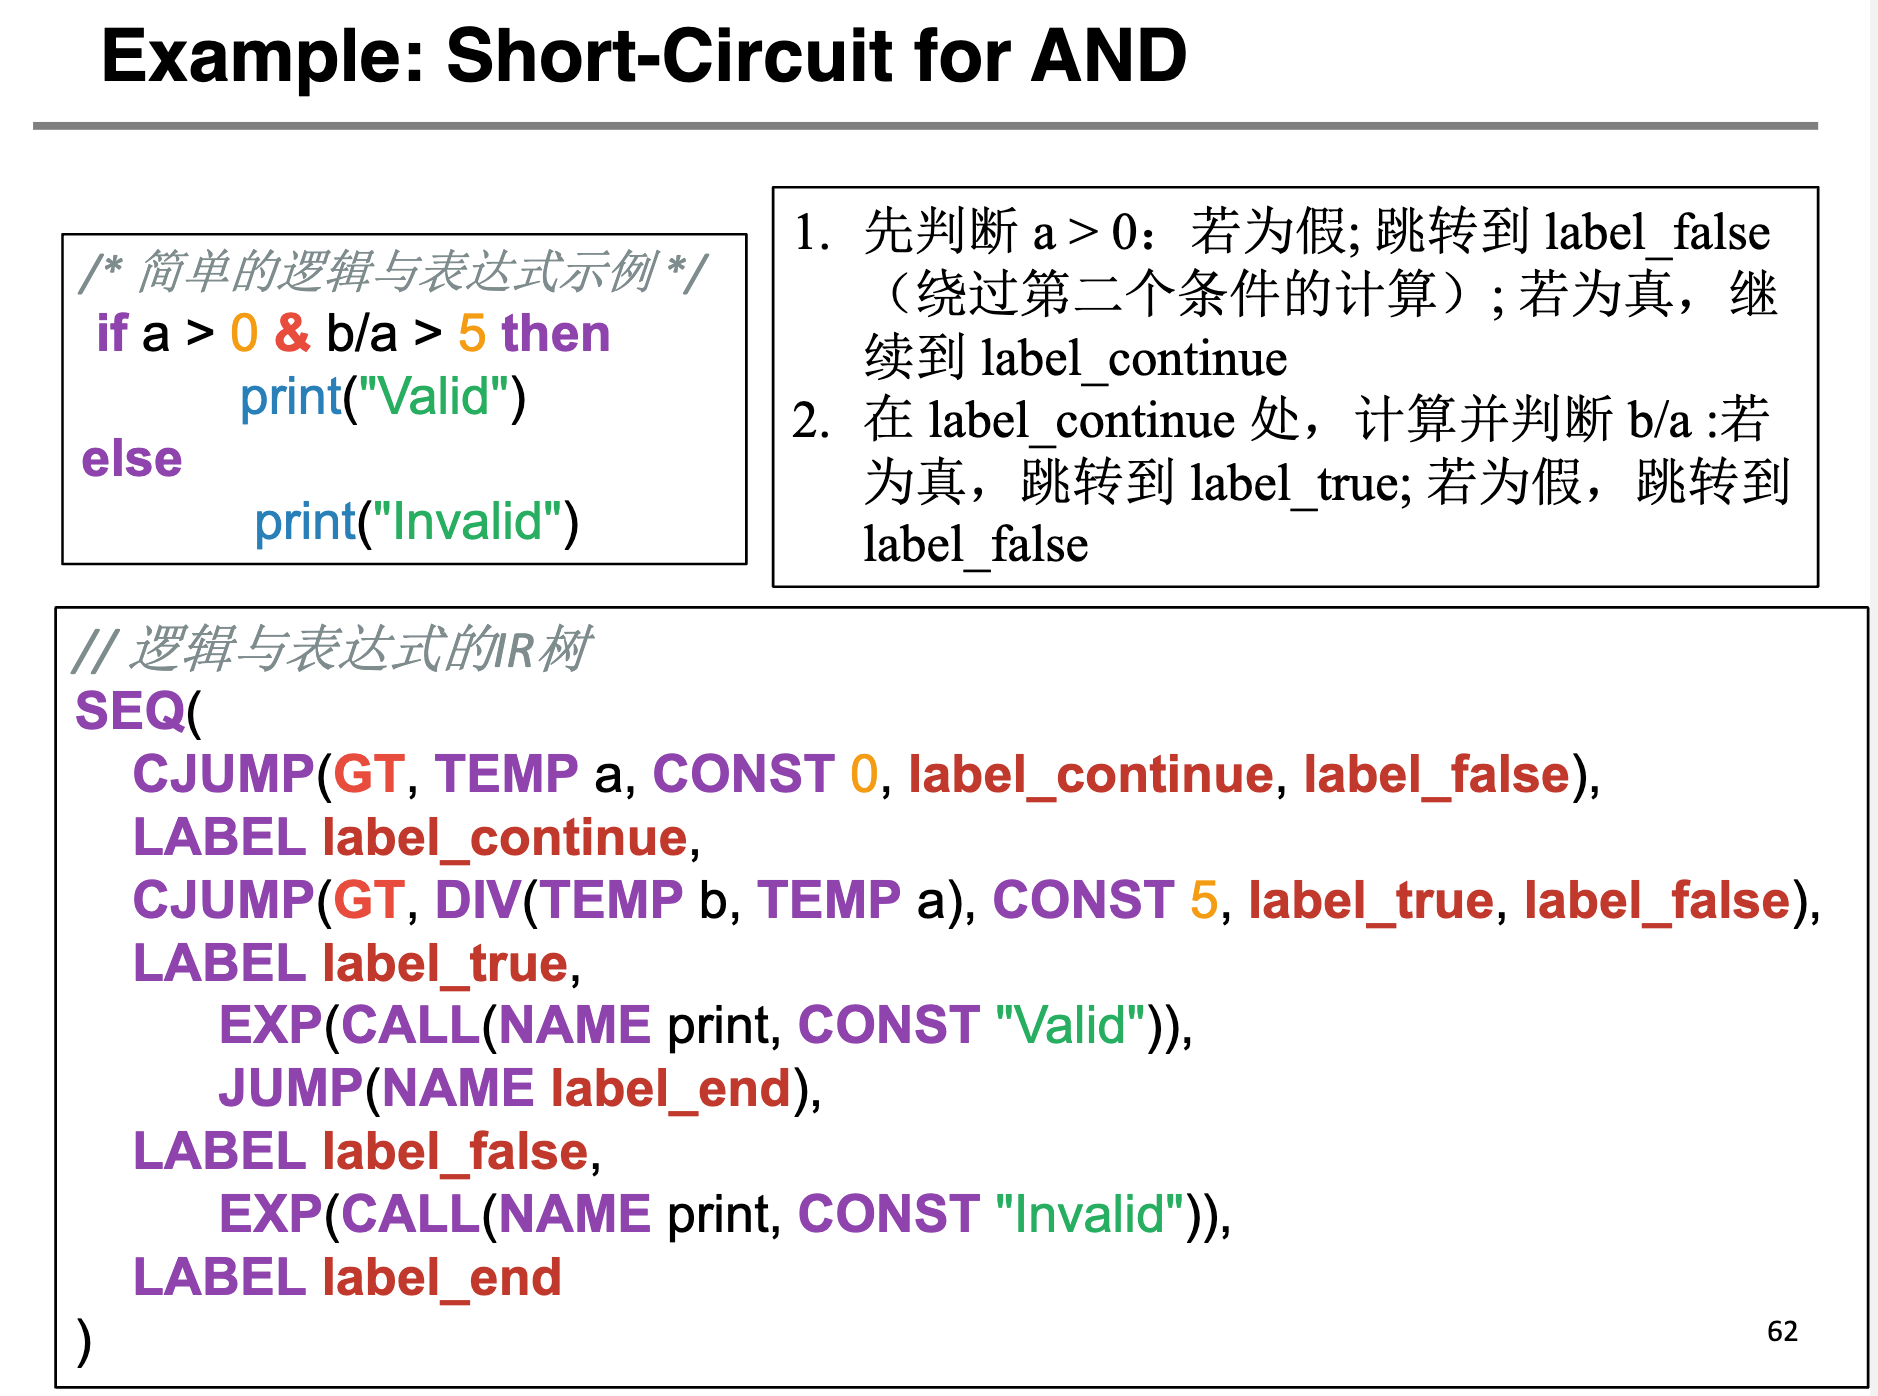 Example: Short-Circuit for AND
/* 简单的逻辑与表达式示例 */
if a > 0 & b/a > 5 then
print("Valid")
else
print("Invalid")
1. 先判断 a > 0：若为假; 跳转到 label_false
（绕过第二个条件的计算）; 若为真，继
续到 label_continue
2. 在 label_continue 处，计算并判断 b/a :若
为真，跳转到 label_true; 若为假，跳转到
label_false
// 逻辑与表达式的IR树
SEQ(
CJUMP(GT, TEMP a, CONST 0, label_continue, label_false),
LABEL label_continue,
CJUMP(GT, DIV(TEMP b, TEMP a), CONST 5, label_true, label_false),
LABEL label_true,
EXP(CALL(NAME print, CONST "Valid")),
JUMP(NAME label_end),
LABEL label_false,
EXP(CALL(NAME print, CONST "Invalid")),
LABEL label_end
)
62